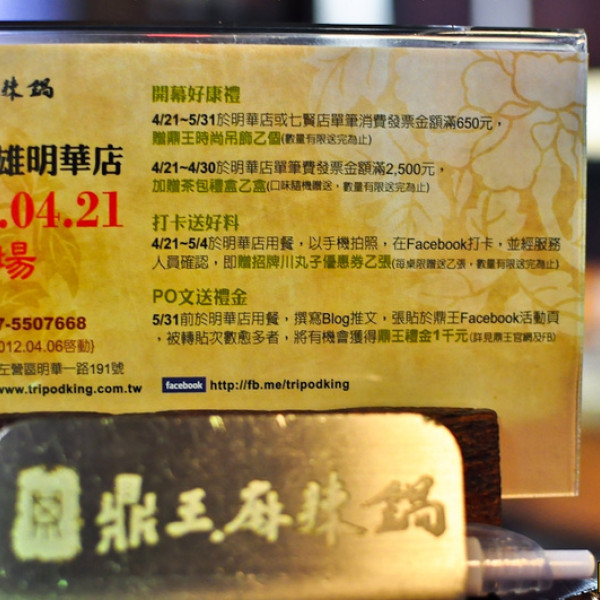 辣鍋
雄明華店
.04.21
場
7-5507668
2012.04.06啓動}
左營區明華一路191號
www.tripodking.com.tw
開幕好康禮
4/21~5/31於明華店或七賢店單筆消費發票金額滿650元，
贈鼎王時尚吊飾乙個(數量有限送完為止)
4/21~4/30於明華店單筆費發票金額滿2,500元，
加贈茶包禮盒乙盒(口味隨機贈送，數量有限送完為止)
打卡送好料
4/21~5/4於明華店用餐，以手機拍照，在Facebook打卡，並經服務
人員確認，即贈招牌川丸子優惠券乙張(每桌限贈送乙張，數量有限送完為止)
PO文送禮金
5/31前於明華店用餐，撰寫Blog推文，張貼於鼎王Facebook活動頁
，被轉貼次數愈多者，將有機會獲得鼎王禮金1千元(詳見鼎王官網及FB)
facebook http://fb.me/tripodking
鼎王麻辣鍋